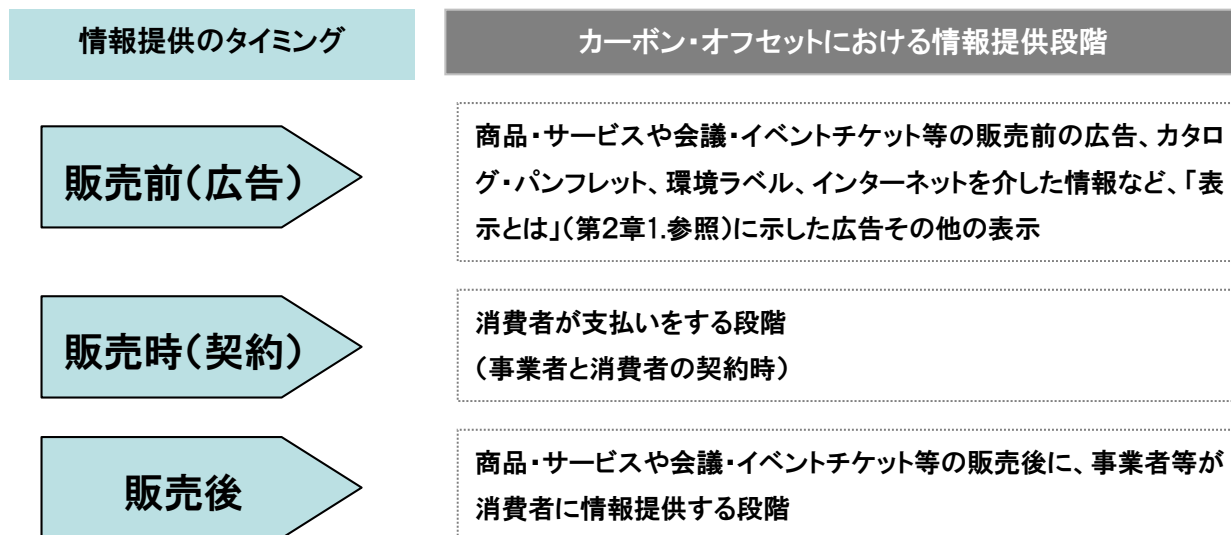 情報提供のタイミング
カーボン・オフセットにおける情報提供段階
販売前(広告)
商品・サービスや会議・イベントチケット等の販売前の広告、カタロ
グ・パンフレット、環境ラベル、インターネットを介した情報など、「表
示とは」(第2章1.参照)に示した広告その他の表示
販売時(契約)
消費者が支払いをする段階
(事業者と消費者の契約時)
販売後
商品・サービスや会議・イベントチケット等の販売後に、事業者等が
消費者に情報提供する段階